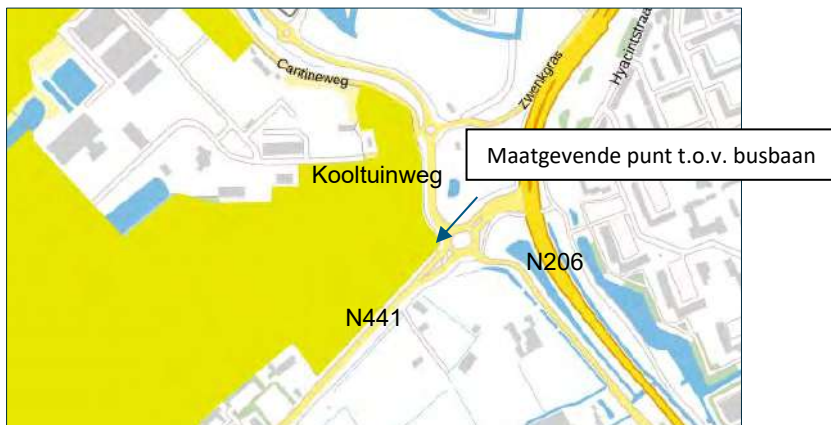 Hyacintstraa
Cantineweg
Zwenkgras
Maatgevende punt t.o.v. busbaan
Kooltuinweg
N206
N441